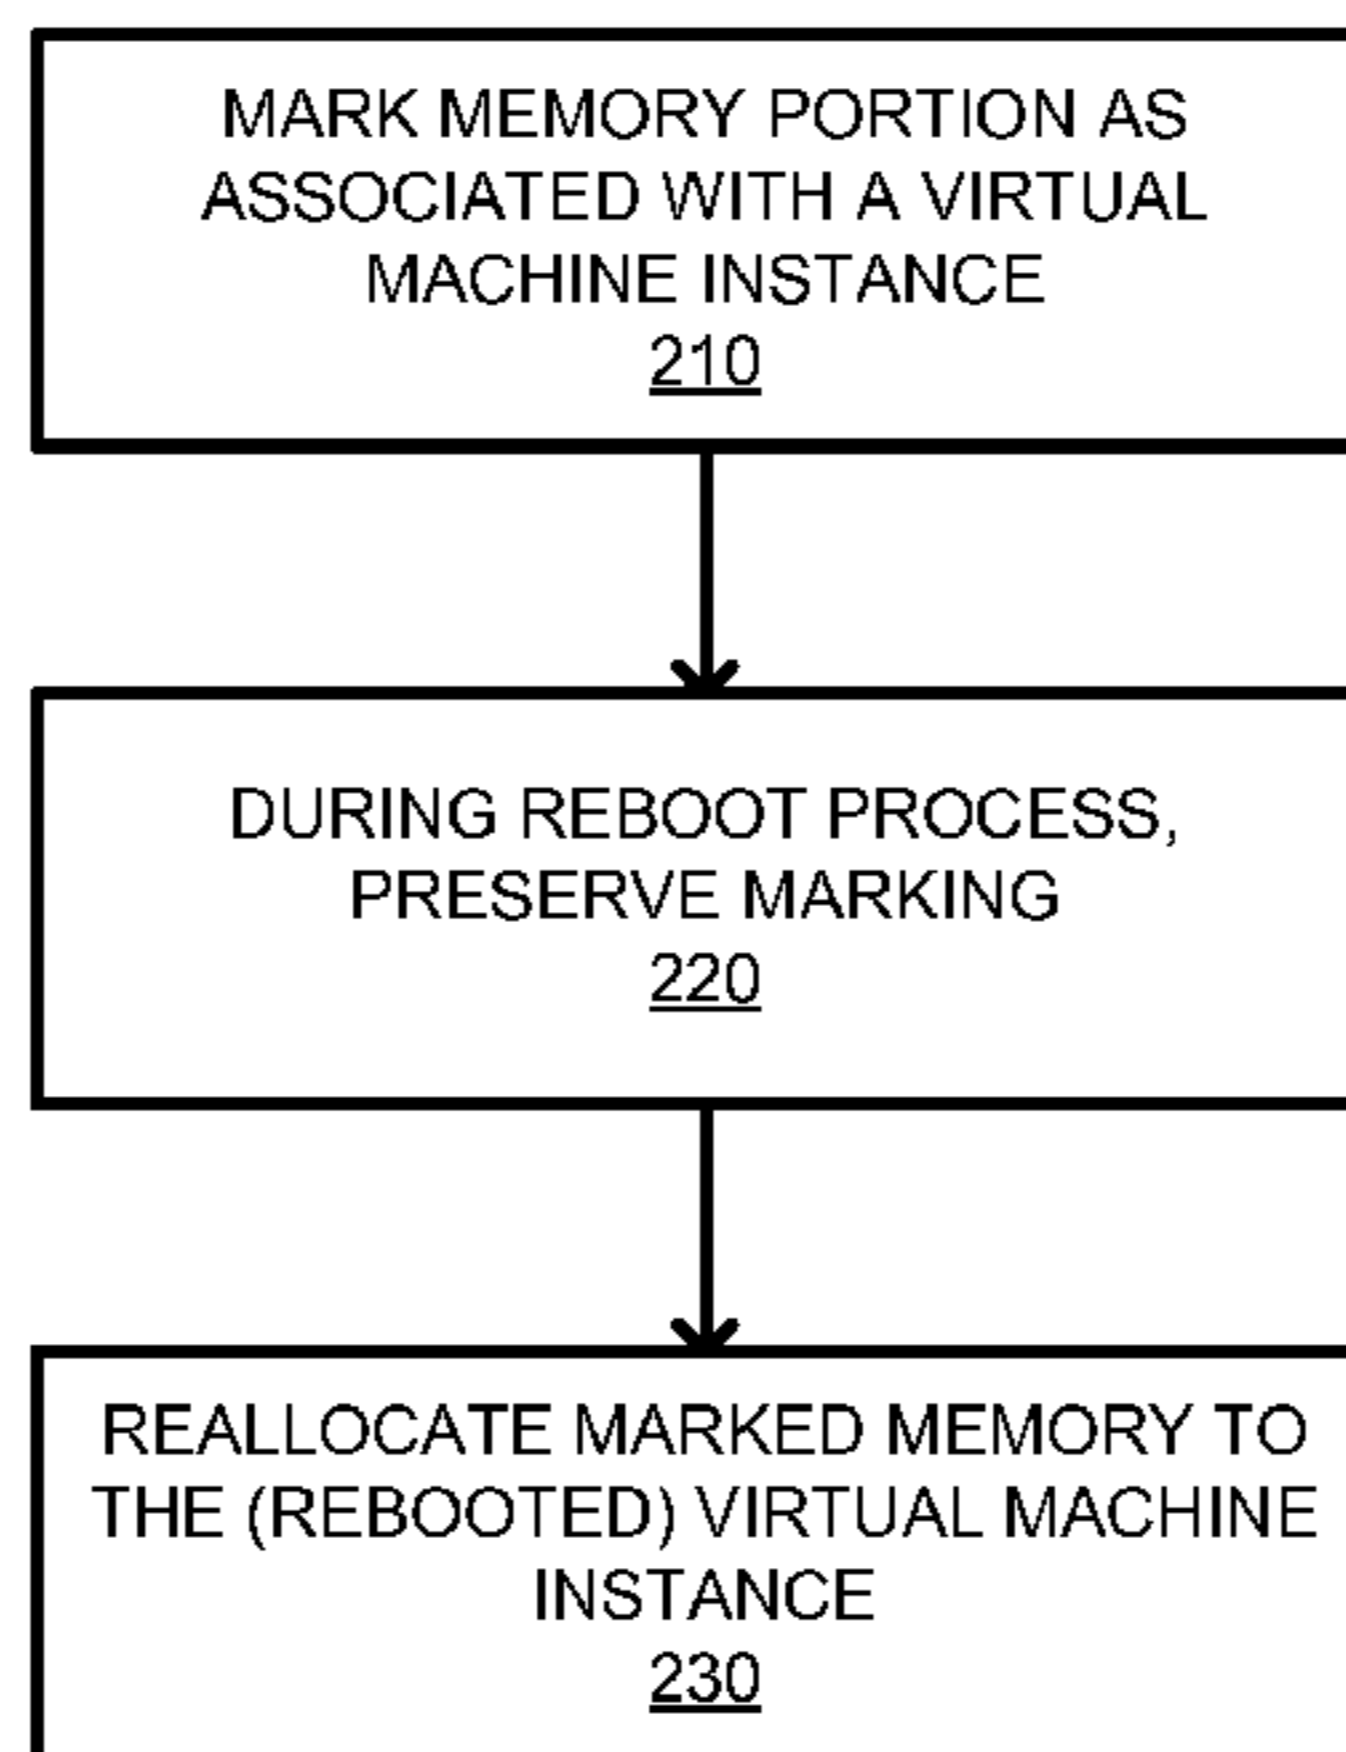 MARK MEMORY PORTION AS
ASSOCIATED WITH A VIRTUAL
MACHINE INSTANCE
210
DURING REBOOT PROCESS,
PRESERVE MARKING
220
REALLOCATE MARKED MEMORY TO
THE (REBOOTED) VIRTUAL MACHINE
INSTANCE
230